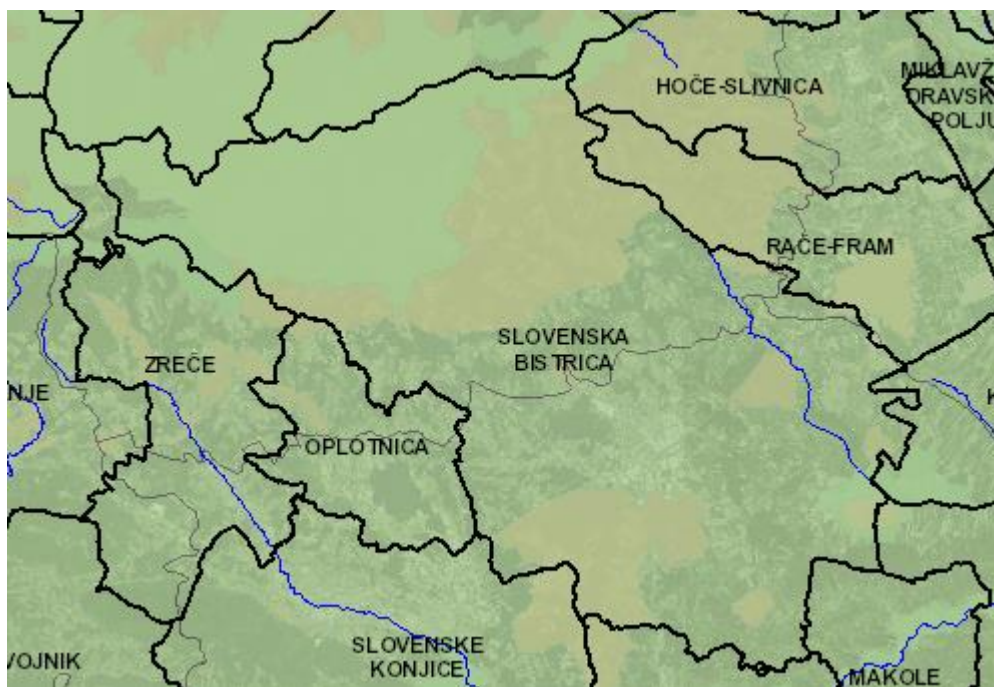 HOČE-SLIVNICA
MIKLAVŽ
DRAVSK
POLJU
RAČE-FRAM
SLOVENSKA
BISTRICA
ZREČE
NJE
K
OPLOTNICA
SLOVENSKE
KONJICE
VOJNIK
MAKOLE